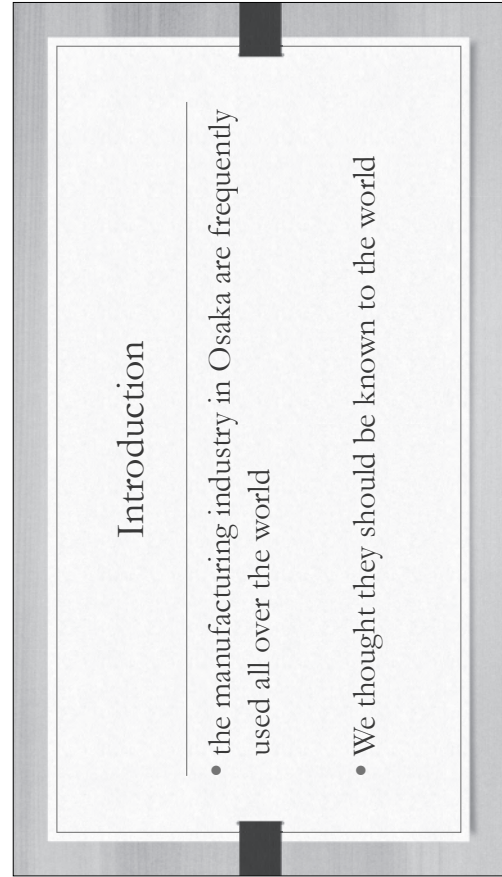 Introduction
• the manufacturing industry in Osaka are frequently
used all over the world
• We thought they should be known to the world